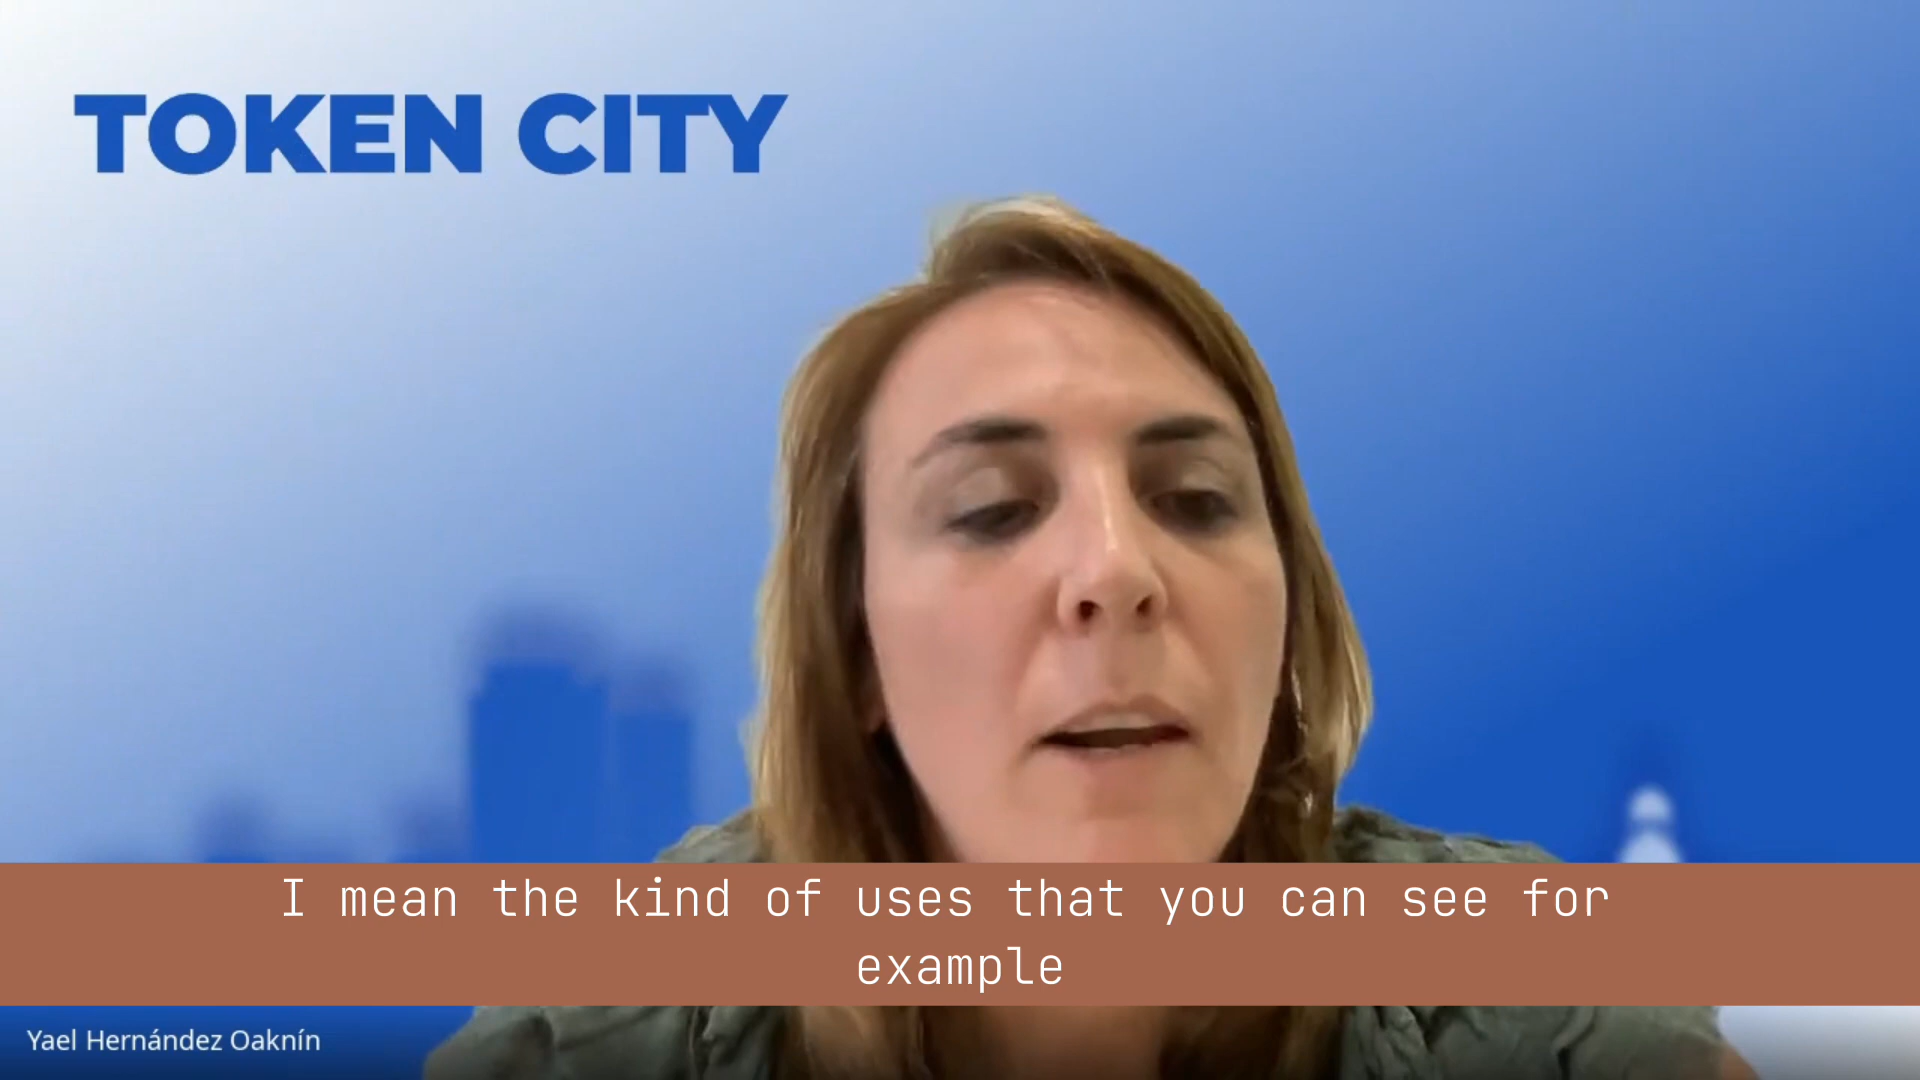 TOKEN CITY
I mean the kind of uses that you can see for
example
Yael Hernández Oaknín